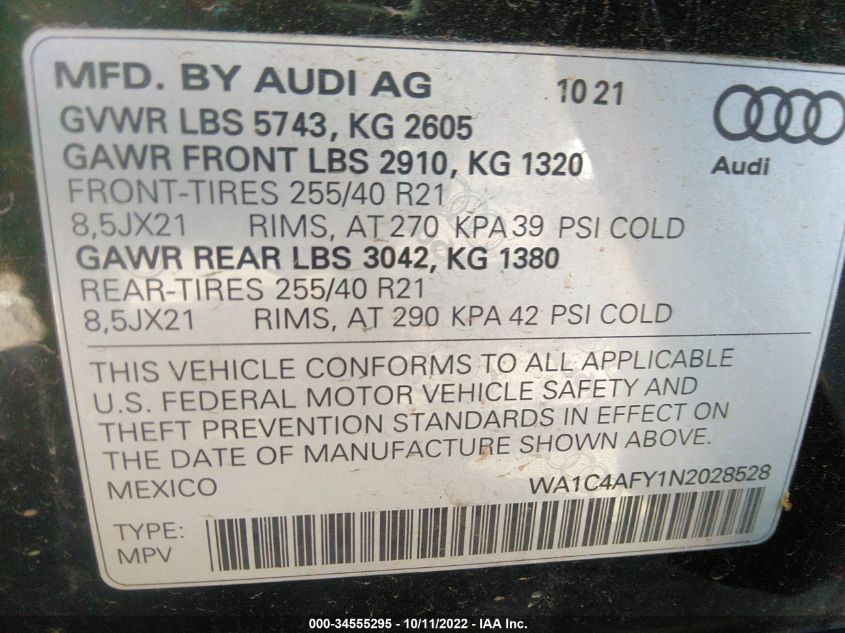 MFD. BY AUDI AG 10 21
GVWR LBS 5743, KG 2605
GAWR FRONT LBS 2910, KG 1320
Audi
FRONT-TIRES 255/40 R21
8,5JX21 RIMS, AT 270 KPA 39 PSI COLD
GAWR REAR LBS 3042, KG 1380
REAR-TIRES 255/40 R21
8,5JX21 RIMS, AT 290 KPA 42 PSI COLD
THIS VEHICLE CONFORMS TO ALL APPLICABLE
U.S. FEDERAL MOTOR VEHICLE SAFETY AND
THEFT PREVENTION STANDARDS IN EFFECT ON
THE DATE OF MANUFACTURE SHOWN ABOVE.
MEXICO WA1C4AFY1N2028528
TYPE:
MPV
000-34555295 - 10/11/2022 - IAA Inc.